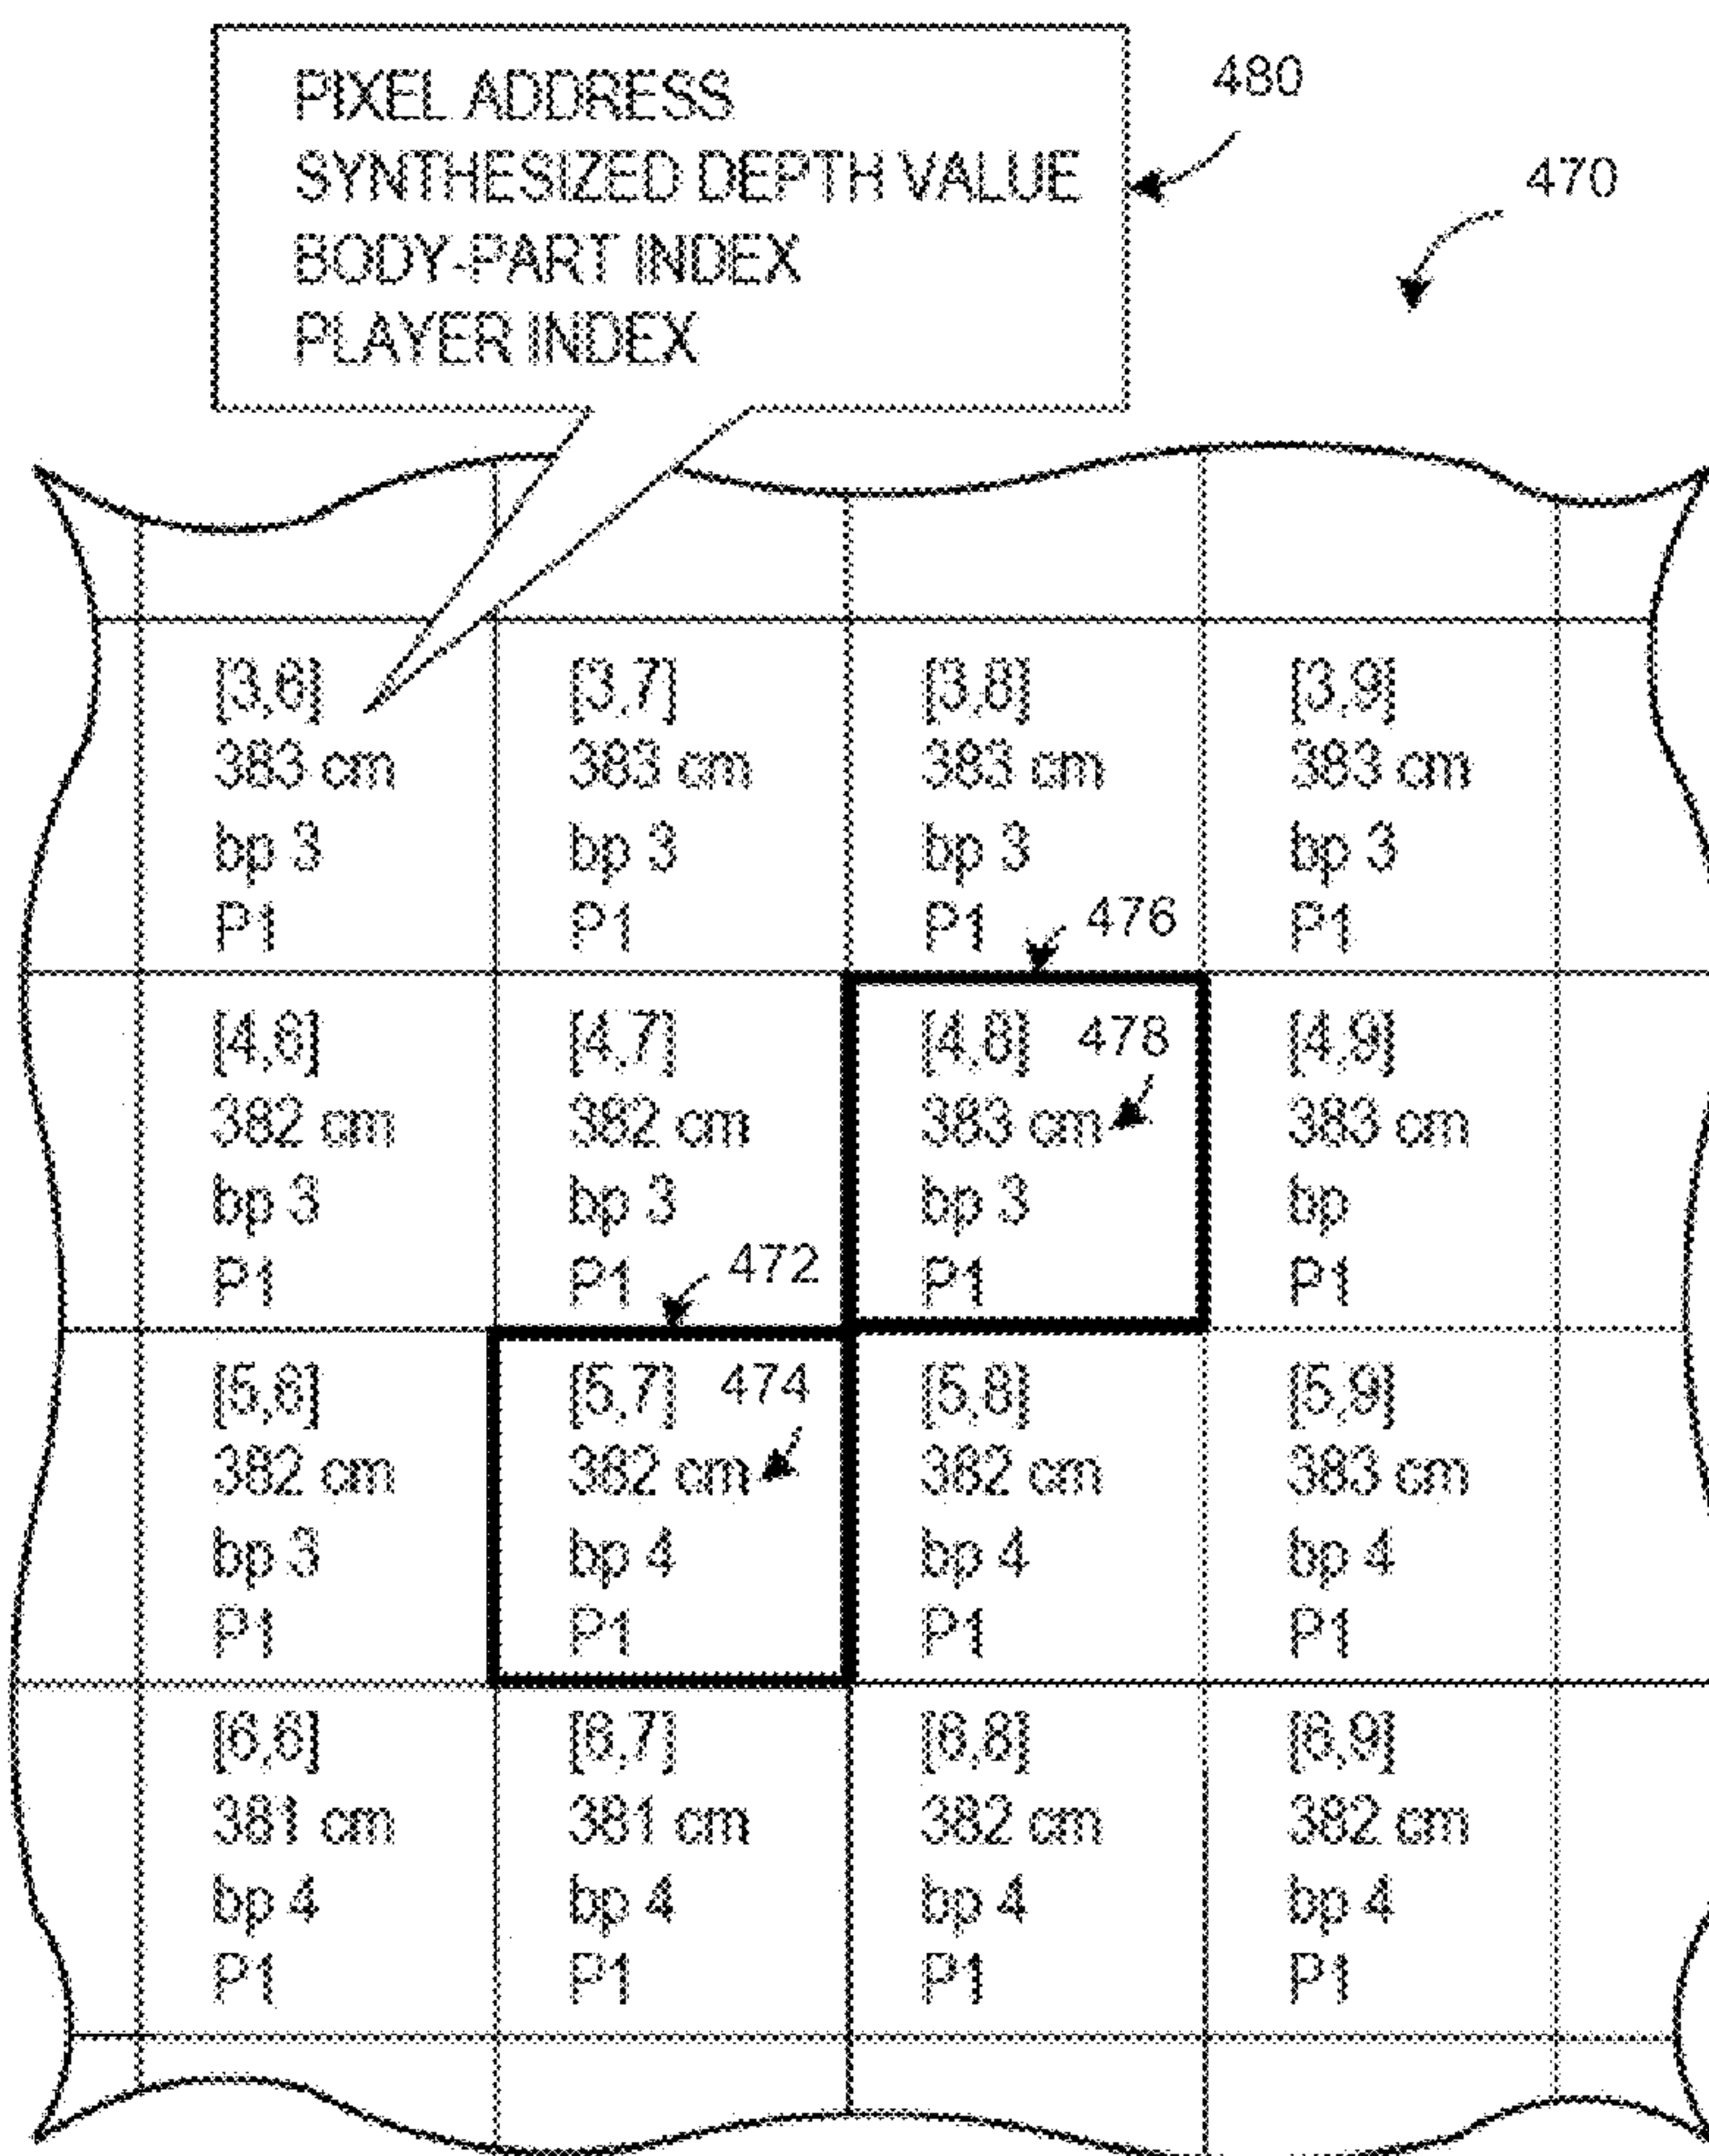 PIXEL ADDRESS
SYNTHESIZED DEPTH VALUE
BODY-PART INDEX
PLAYER INDEX
480
470
[3,6]
383 cm
bp 3
P1
[3,7]
383 cm
bp 3
P1
[3,8]
383 cm
bp 3
P1
[3,9]
383 cm
bp 3
P1
476
[4,6]
382 cm
bp 3
P1
[4,7]
382 cm
bp 3
P1
472
[4,8]
478
383 cm
bp 3
P1
[4,9]
383 cm
bp
P1
[5,6]
382 cm
bp 3
P1
[5,7]
474
382 cm
bp 4
P1
[5,8]
382 cm
bp 4
P1
[5,9]
383 cm
bp 4
P1
[6,6]
381 cm
bp 4
P1
[6,7]
381 cm
bp 4
P1
[6,8]
382 cm
bp 4
P1
[6,9]
382 cm
bp 4
P1